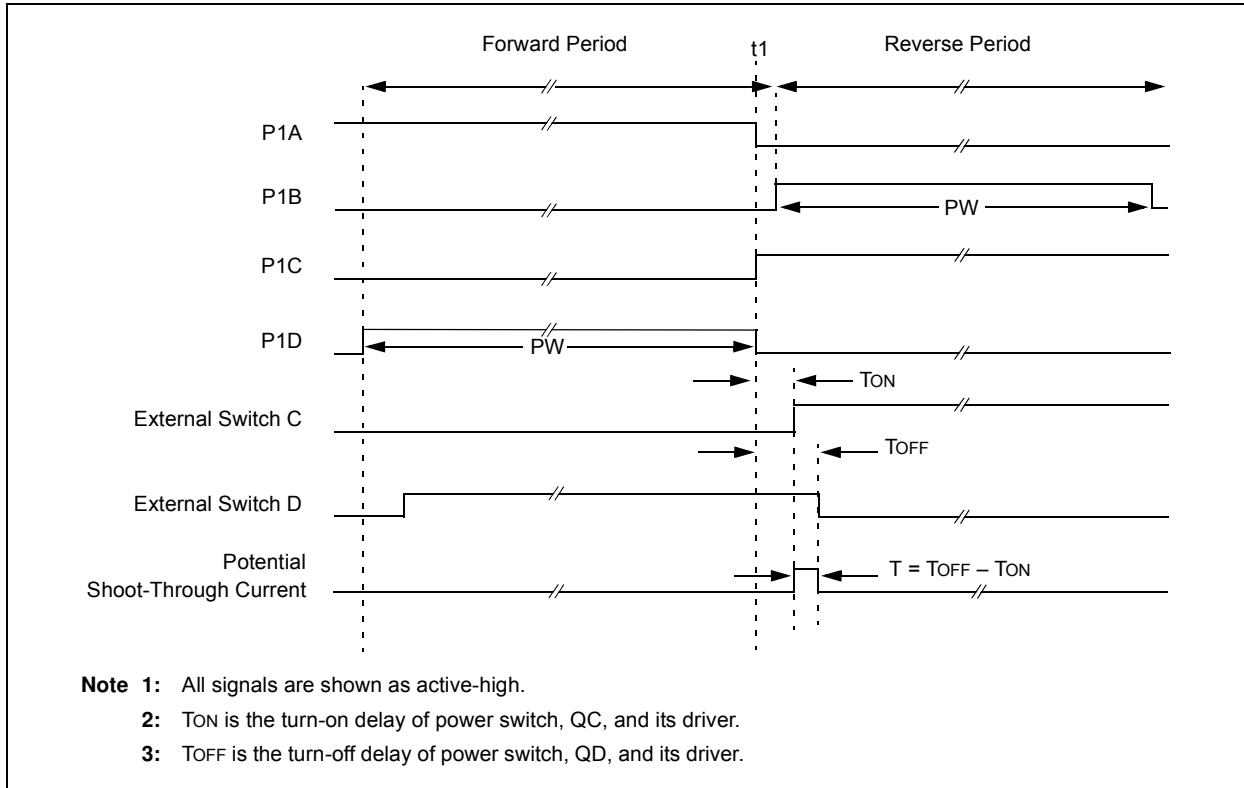 Forward Period
t1
Reverse Period
P1A
P1B
PW
P1C
P1D
PW
TON
External Switch C
TOFF
External Switch D
Potential
Shoot-Through Current
T = TOFF – TON
Note 1: All signals are shown as active-high.
2: TON is the turn-on delay of power switch, QC, and its driver.
3: TOFF is the turn-off delay of power switch, QD, and its driver.